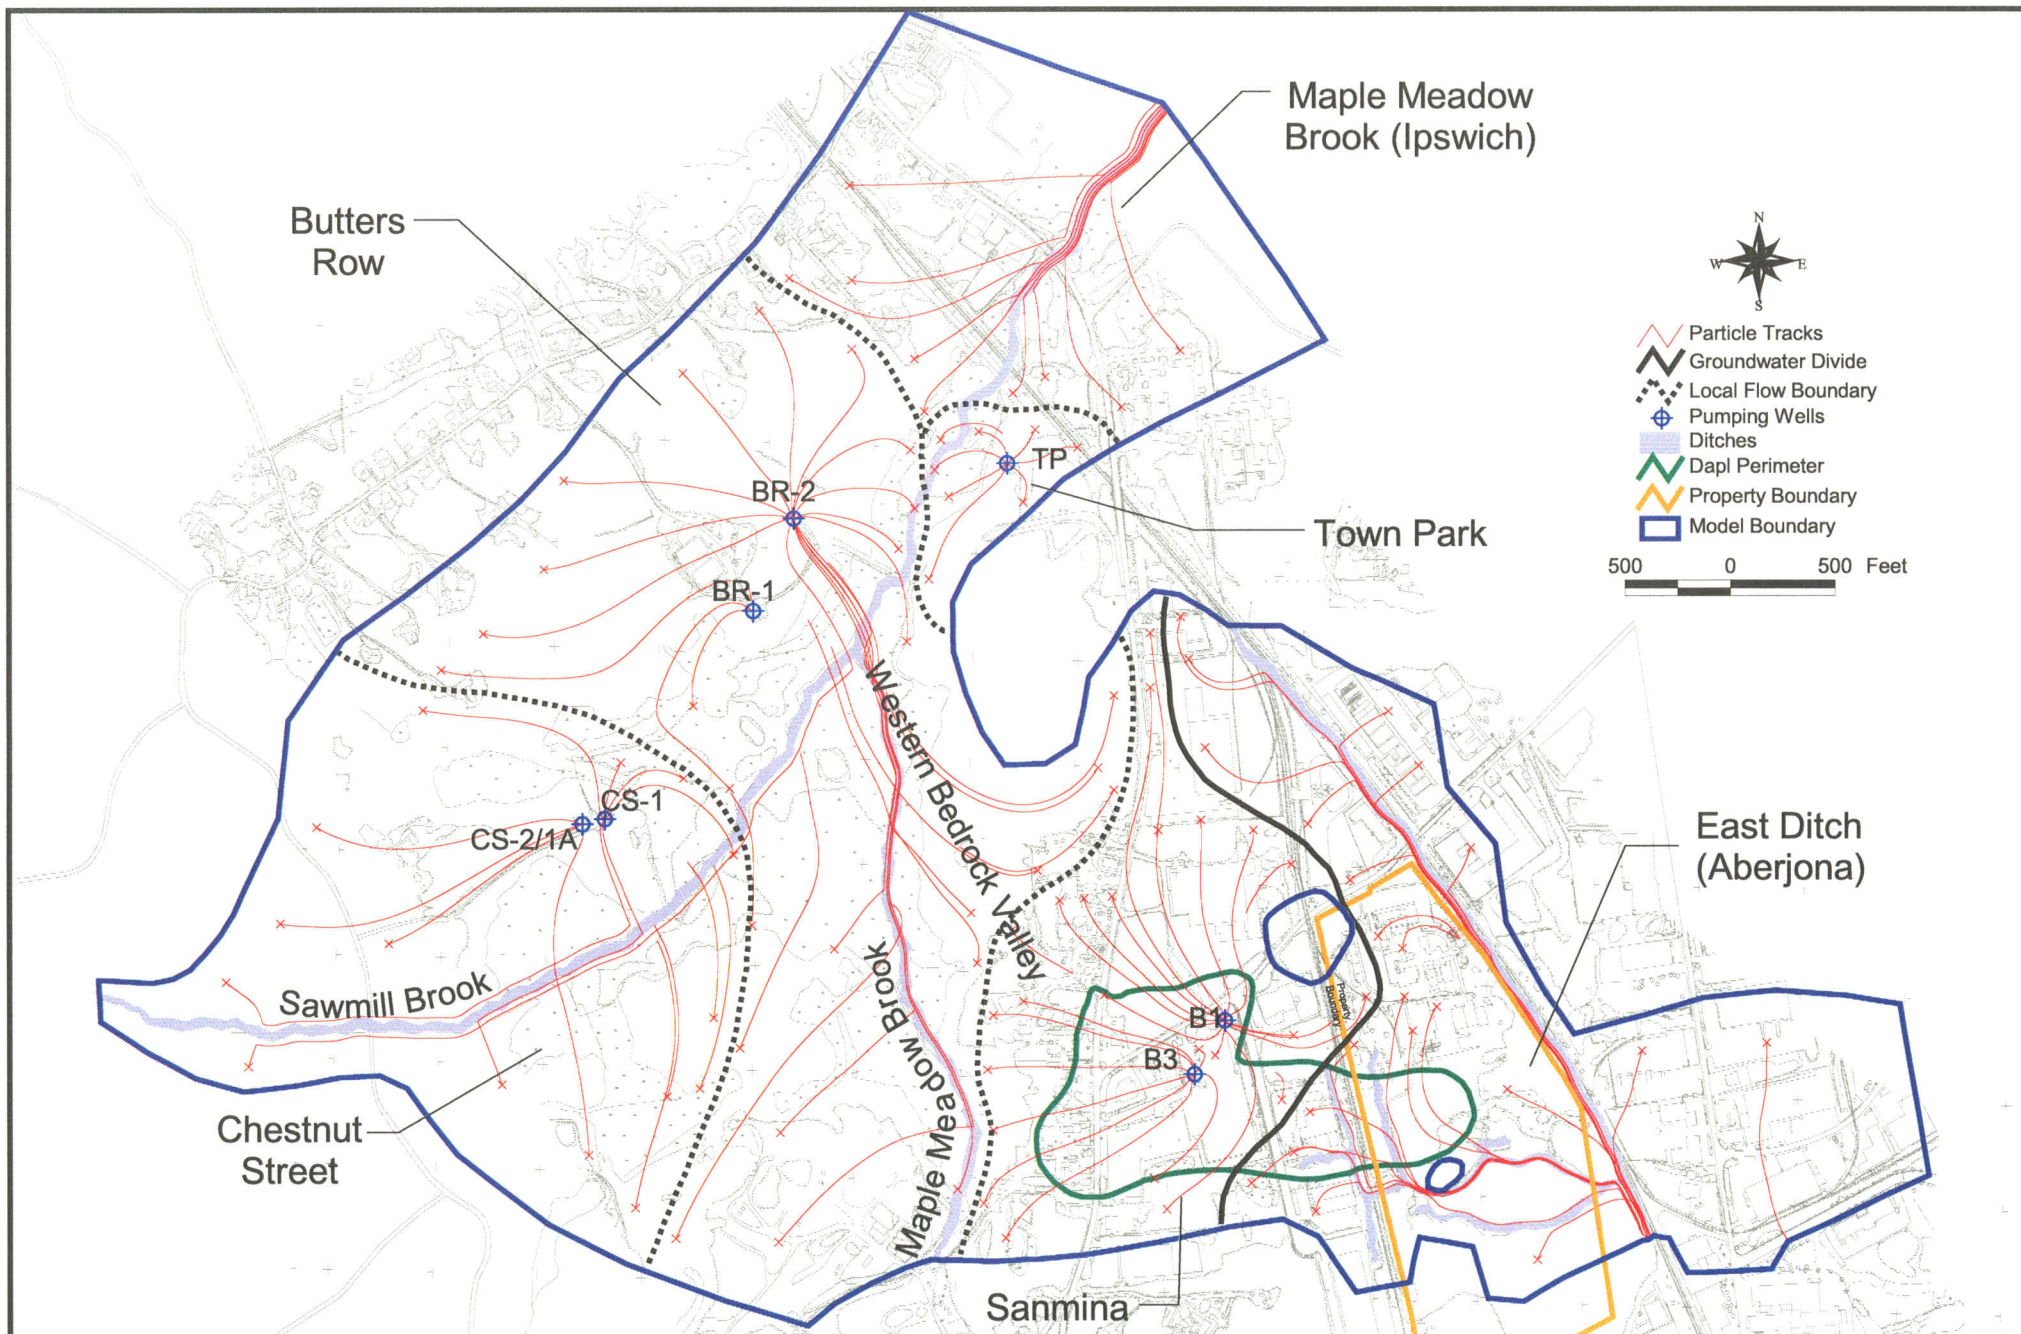 Maple Meadow
Brook (Ipswich)
Butters
Row
N
W
E
S
Particle Tracks
Groundwater Divide
Local Flow Boundary
Pumping Wells
Ditches
Dapl Perimeter
Property Boundary
Model Boundary
500 0 500 Feet
TP
BR-2
Town Park
BR-1
Western Bedrock Valley
CS-1
CS-2/1A
East Ditch
(Aberjona)
Sawmill Brook
Maple Meadow Brook
Property
Boundary
B1
B3
Chestnut
Street
Sanmina